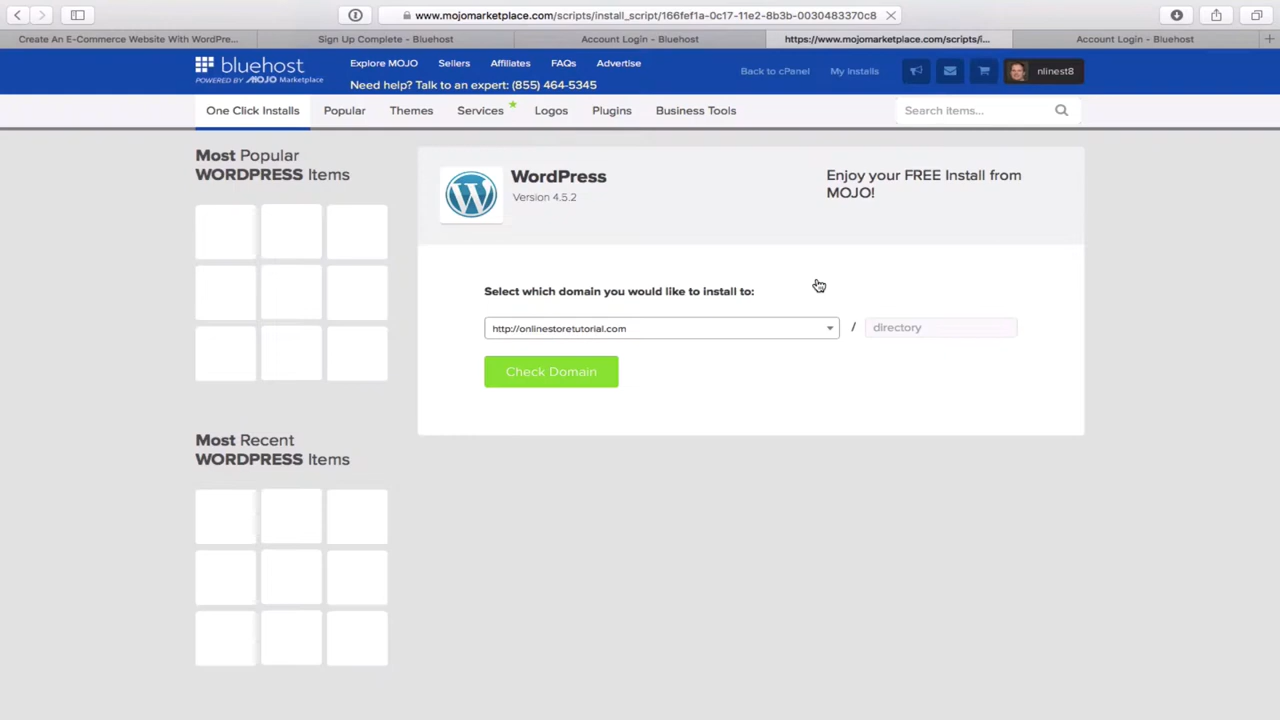 www.mojomarketplace.com/scripts/install_script/166fef1a-0c17-11e2-8b3b-0030483370c8
Create An E-Commerce Website With WordPre...
Sign Up Complete - Bluehost
Account Login - Bluehost
https://www.mojomarketplace.com/scripts/i...
Account Login - Bluehost
bluehost
POWERED BY MOJO Marketplace
Explore MOJO
Sellers
Affiliates
FAQs
Advertise
Need help? Talk to an expert: (855) 464-5345
Back to cPanel
My Installs
nlinest8
One Click Installs
Popular
Themes
Services
Logos
Plugins
Business Tools
Search items...
Most Popular
WORDPRESS Items
WordPress
Version 4.5.2
Enjoy your FREE Install from
MOJO!
Select which domain you would like to install to:
http://onlinestoretutorial.com
/
directory
Check Domain
Most Recent
WORDPRESS Items